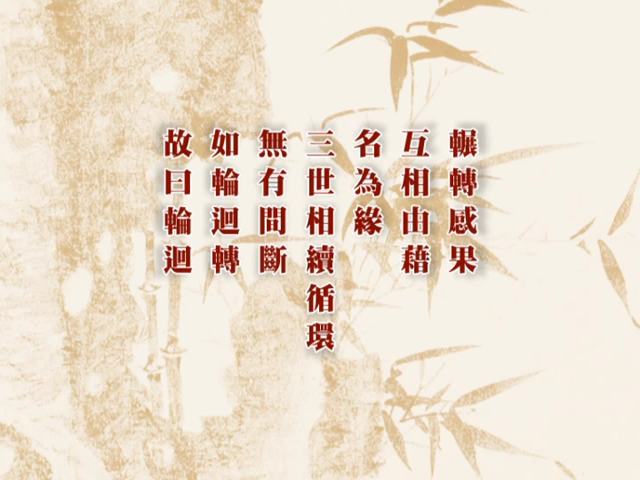 輾轉感果
互相由藉
名為緣
三世相續循環
無有間斷
如輪迴轉
故曰輪迴